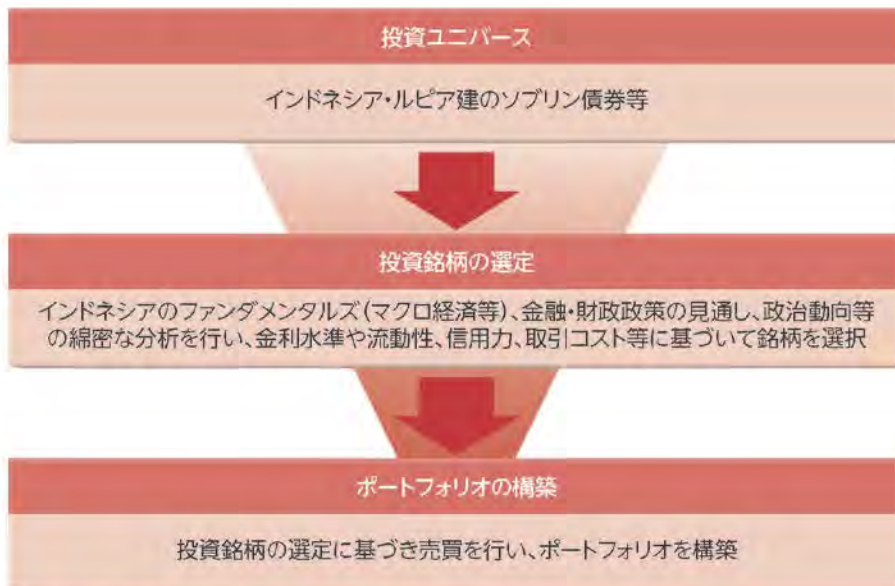 投資ユニバース
インドネシア・ルピア建のソブリン債券等
投資銘柄の選定
インドネシアのファンダメンタルズ(マクロ経済等)、金融・財政政策の見通し、政治動向等
の綿密な分析を行い、金利水準や流動性、信用力、取引コスト等に基づいて銘柄を選択
ポートフォリオの構築
投資銘柄の選定に基づき売買を行い、ポートフォリオを構築